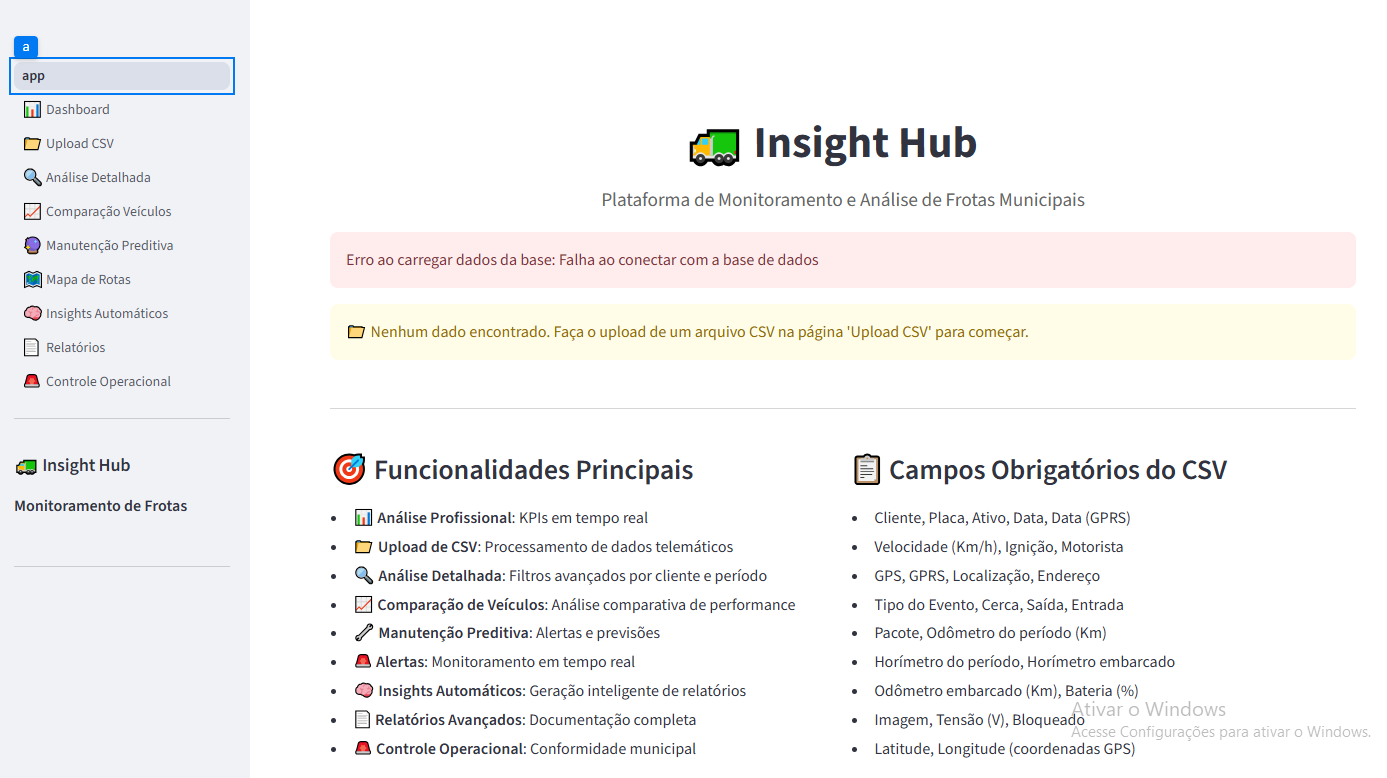 a
app
Dashboard
Upload CSV
Análise Detalhada
Comparação Veículos
Manutenção Preditiva
Mapa de Rotas
Insights Automáticos
Relatórios
Controle Operacional
Insight Hub
Monitoramento de Frotas
Insight Hub
Plataforma de Monitoramento e Análise de Frotas Municipais
Erro ao carregar dados da base: Falha ao conectar com a base de dados
Nenhum dado encontrado. Faça o upload de um arquivo CSV na página 'Upload CSV' para começar.
Funcionalidades Principais
Análise Profissional: KPIs em tempo real
Upload de CSV: Processamento de dados telemáticos
Análise Detalhada: Filtros avançados por cliente e período
Comparação de Veículos: Análise comparativa de performance
Manutenção Preditiva: Alertas e previsões
Alertas: Monitoramento em tempo real
Insights Automáticos: Geração inteligente de relatórios
Relatórios Avançados: Documentação completa
Controle Operacional: Conformidade municipal
Campos Obrigatórios do CSV
Cliente, Placa, Ativo, Data, Data (GPRS)
Velocidade (Km/h), Ignição, Motorista
GPS, GPRS, Localização, Endereço
Tipo do Evento, Cerca, Saída, Entrada
Pacote, Odômetro do período (Km)
Horímetro do período, Horímetro embarcado
Odômetro embarcado (Km), Bateria (%)
Imagem, Tensão (V), Bloqueado
Latitude, Longitude (coordenadas GPS)
Ativar o Windows
Acesse Configurações para ativar o Windows.